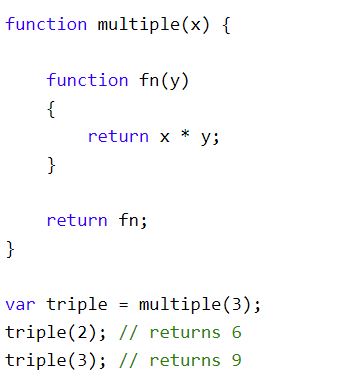 function multiple(x) {
function fn(y)
{
return x * y;
}
return fn;
}
var triple = multiple(3);
triple(2); // returns 6
triple(3); // returns 9